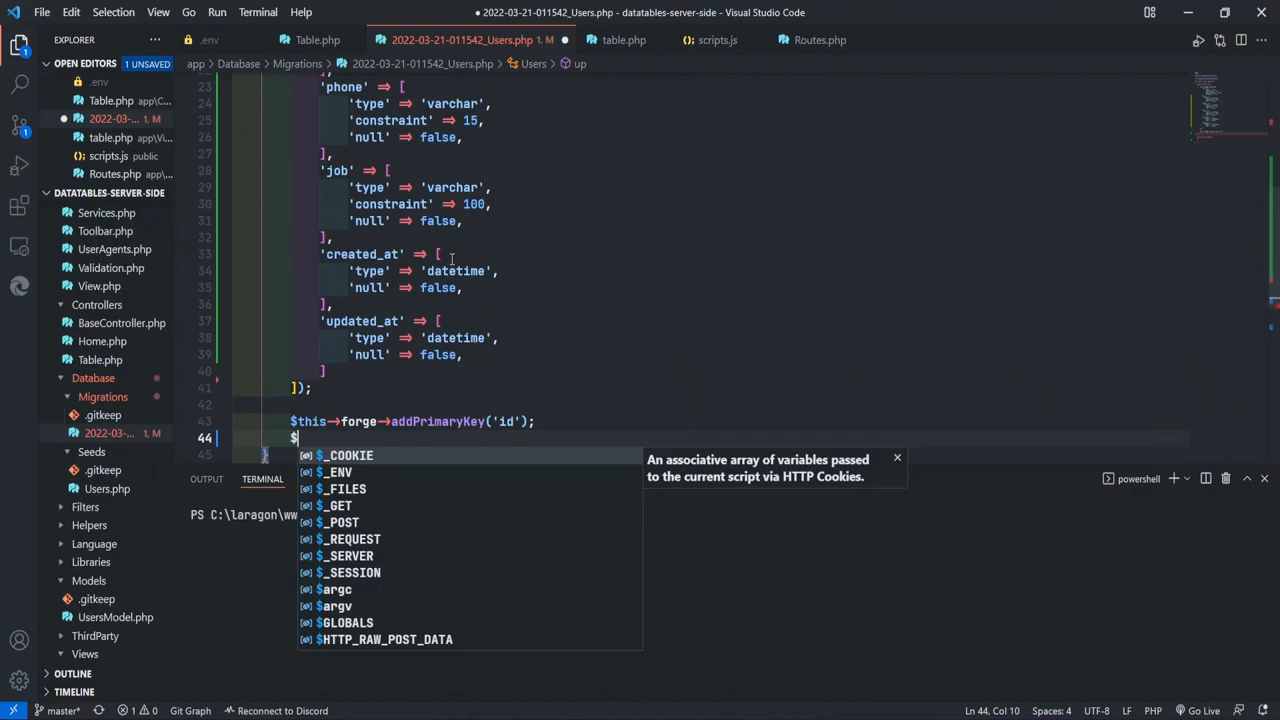 File Edit Selection View Go Run Terminal Help
● 2022-03-21-011542_Users.php - datatables-server-side - Visual Studio Code
EXPLORER ···
.env
Table.php
2022-03-21-011542_Users.php 1, M ●
table.php
scripts.js
Routes.php
OPEN EDITORS 1 UNSAVED
app > Database > Migrations > 2022-03-21-011542_Users.php > Users > up
.env
Table.php app\C...
● 2022-03-... 1, M
table.php app\Vi...
scripts.js public
Routes.php app\...
DATATABLES-SERVER-SIDE
Services.php
Toolbar.php
UserAgents.php
Validation.php
View.php
Controllers
BaseController.php
Home.php
Table.php
Database
Migrations
.gitkeep
2022-03-... 1, M
Seeds
.gitkeep
Users.php
Filters
Helpers
Language
Libraries
Models
.gitkeep
UsersModel.php
ThirdParty
Views
OUTLINE
TIMELINE
22 ],
23 'phone' => [
24 'type' => 'varchar',
25 'constraint' => 15,
26 'null' => false,
27 ],
28 'job' => [
29 'type' => 'varchar',
30 'constraint' => 100,
31 'null' => false,
32 ],
33 'created_at' => [
34 'type' => 'datetime',
35 'null' => false,
36 ],
37 'updated_at' => [
38 'type' => 'datetime',
39 'null' => false,
40 ]
41 ]);
42
43 $this->forge->addPrimaryKey('id');
44 $
45 }
$_COOKIE
$_ENV
$_FILES
$_GET
$_POST
$_REQUEST
$_SERVER
$_SESSION
$argc
$argv
$GLOBALS
$HTTP_RAW_POST_DATA
An associative array of variables passed
to the current script via HTTP Cookies.
OUTPUT TERMINAL
powershell
PS C:\laragon\ww
master* 1 0 Git Graph Reconnect to Discord
Ln 44, Col 10 Spaces: 4 UTF-8 LF PHP Go Live